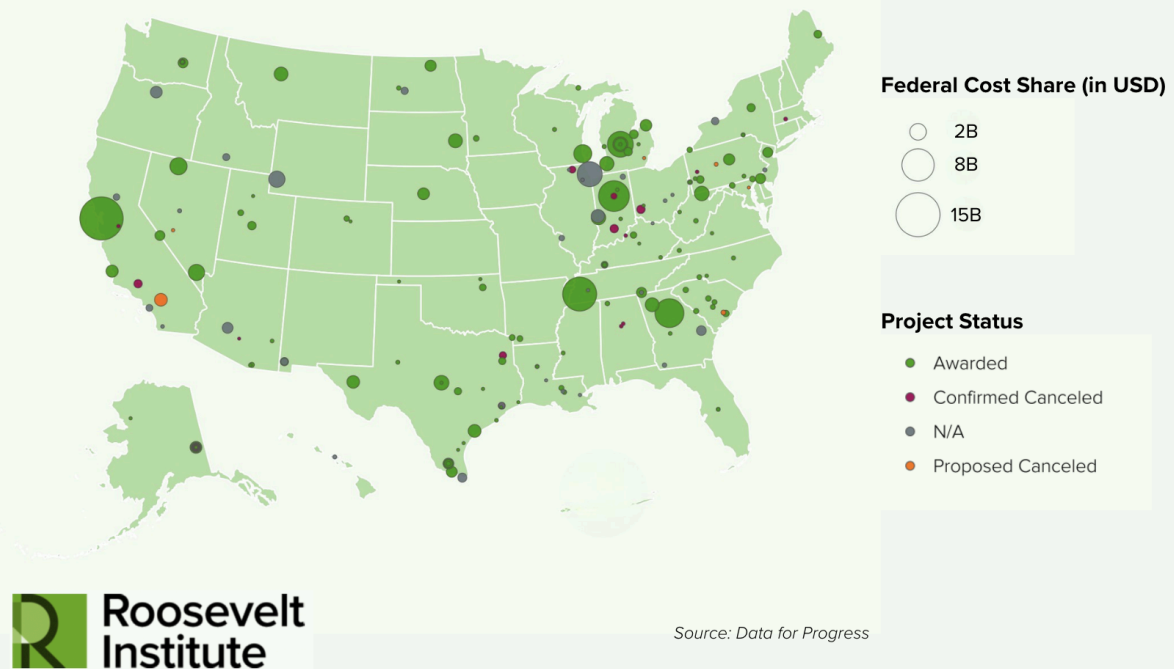 Federal Cost Share (in USD)
2B
8B
15B
Project Status
Awarded
Confirmed Canceled
N/A
Proposed Canceled
Roosevelt
Institute
Source: Data for Progress